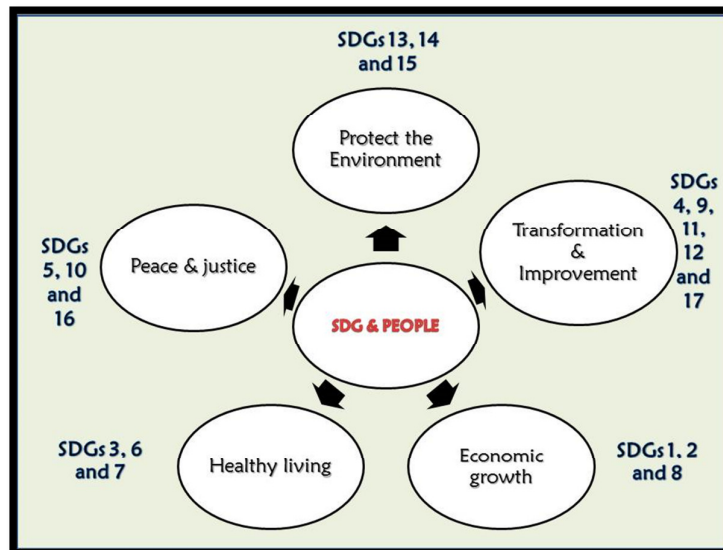 SDGs 13, 14
and 15
Protect the
Environment
SDGs
4, 9,
11,
12
and
17
Transformation
&
Improvement
SDGs
5, 10
and
16
Peace & justice
SDG & PEOPLE
SDGs 3, 6
and 7
Healthy living
Economic
growth
SDGs 1, 2
and 8